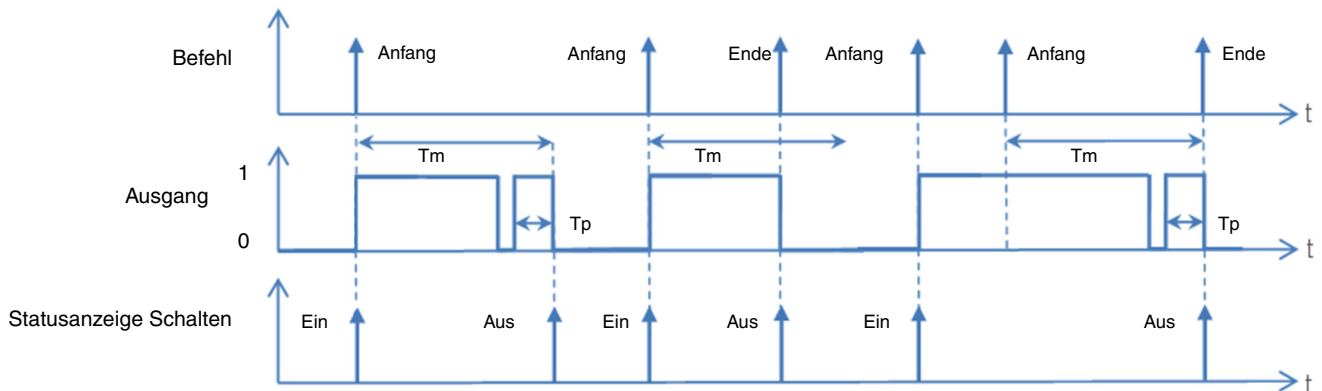 Befehl
Anfang Anfang Ende Anfang Anfang Ende
t
Tm Tm Tm
Ausgang
1
0
Tp Tp
t
Statusanzeige Schalten
Ein Aus Ein Aus Ein Aus
t